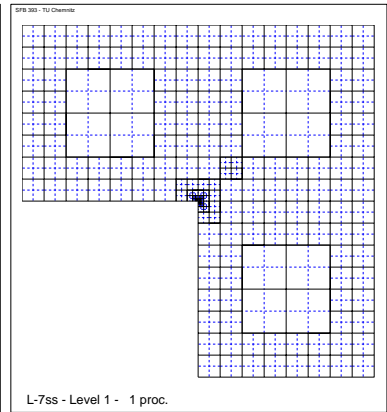 SFB 393 - TU Chemnitz
L-7ss - Level 1 - 1 proc.